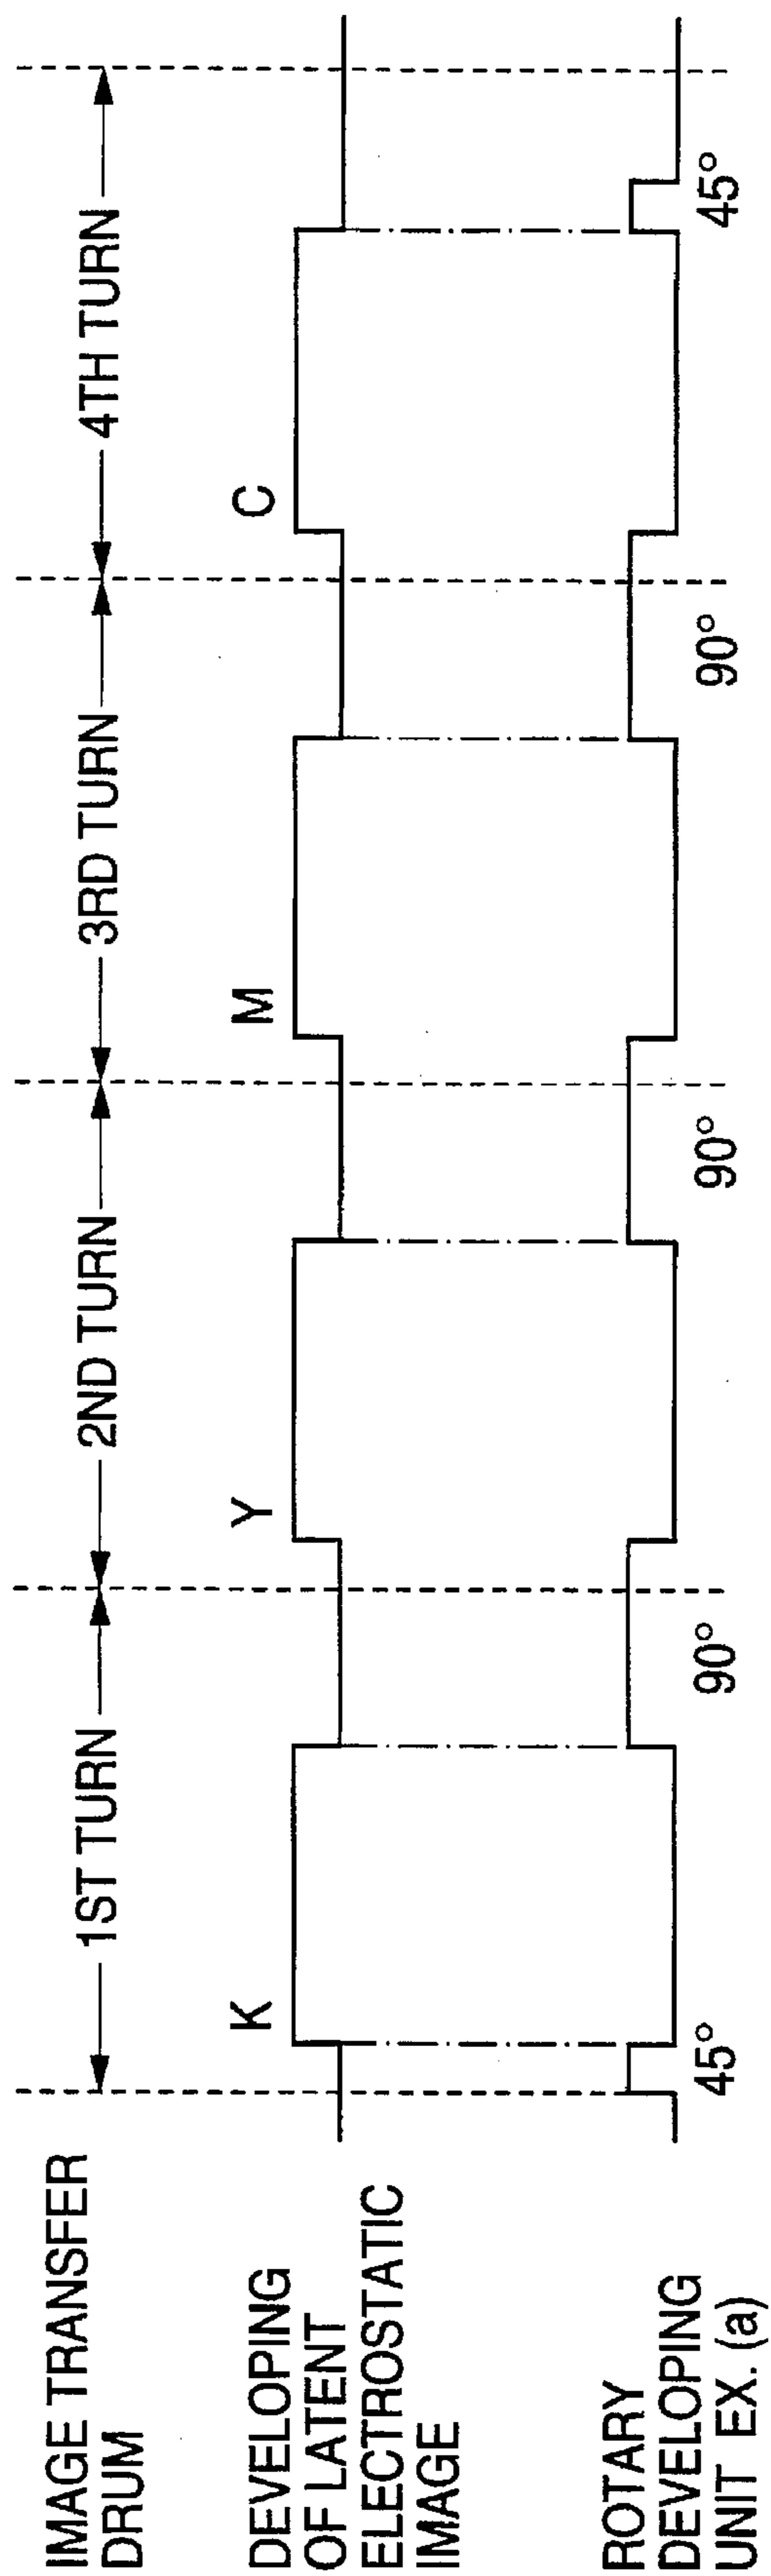 IMAGE TRANSFER
DRUM
1ST TURN
2ND TURN
3RD TURN
4TH TURN
DEVELOPING
OF LATENT
ELECTROSTATIC
IMAGE
K
Y
M
C
ROTARY
DEVELOPING
UNIT EX. (a)
45°
90°
90°
90°
45°